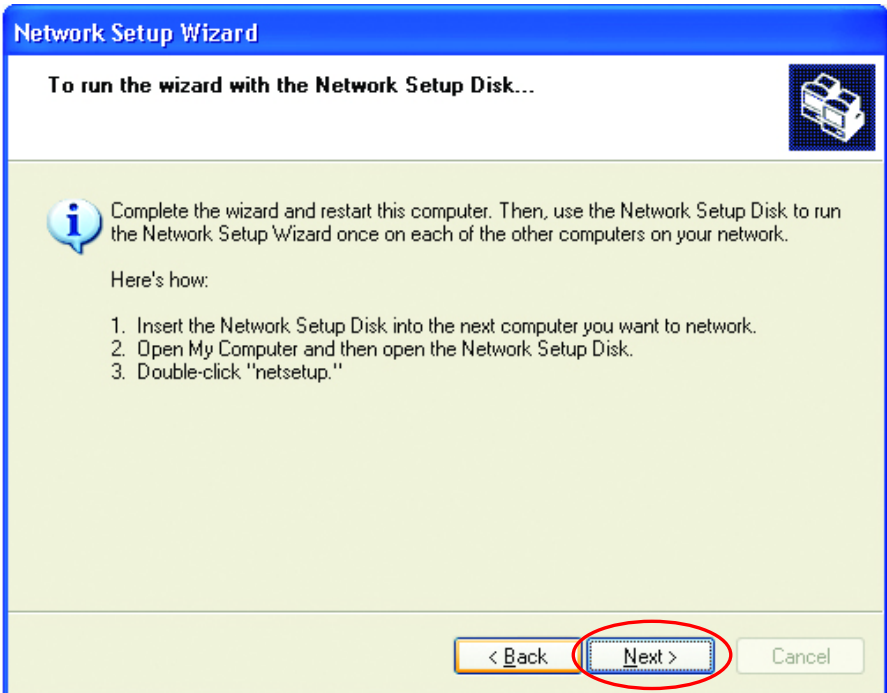 Network Setup Wizard
To run the wizard with the Network Setup Disk...
Complete the wizard and restart this computer. Then, use the Network Setup Disk to run
the Network Setup Wizard once on each of the other computers on your network.
Here's how:
1. Insert the Network Setup Disk into the next computer you want to network.
2. Open My Computer and then open the Network Setup Disk.
3. Double-click "netsetup."
< Back Next > Cancel